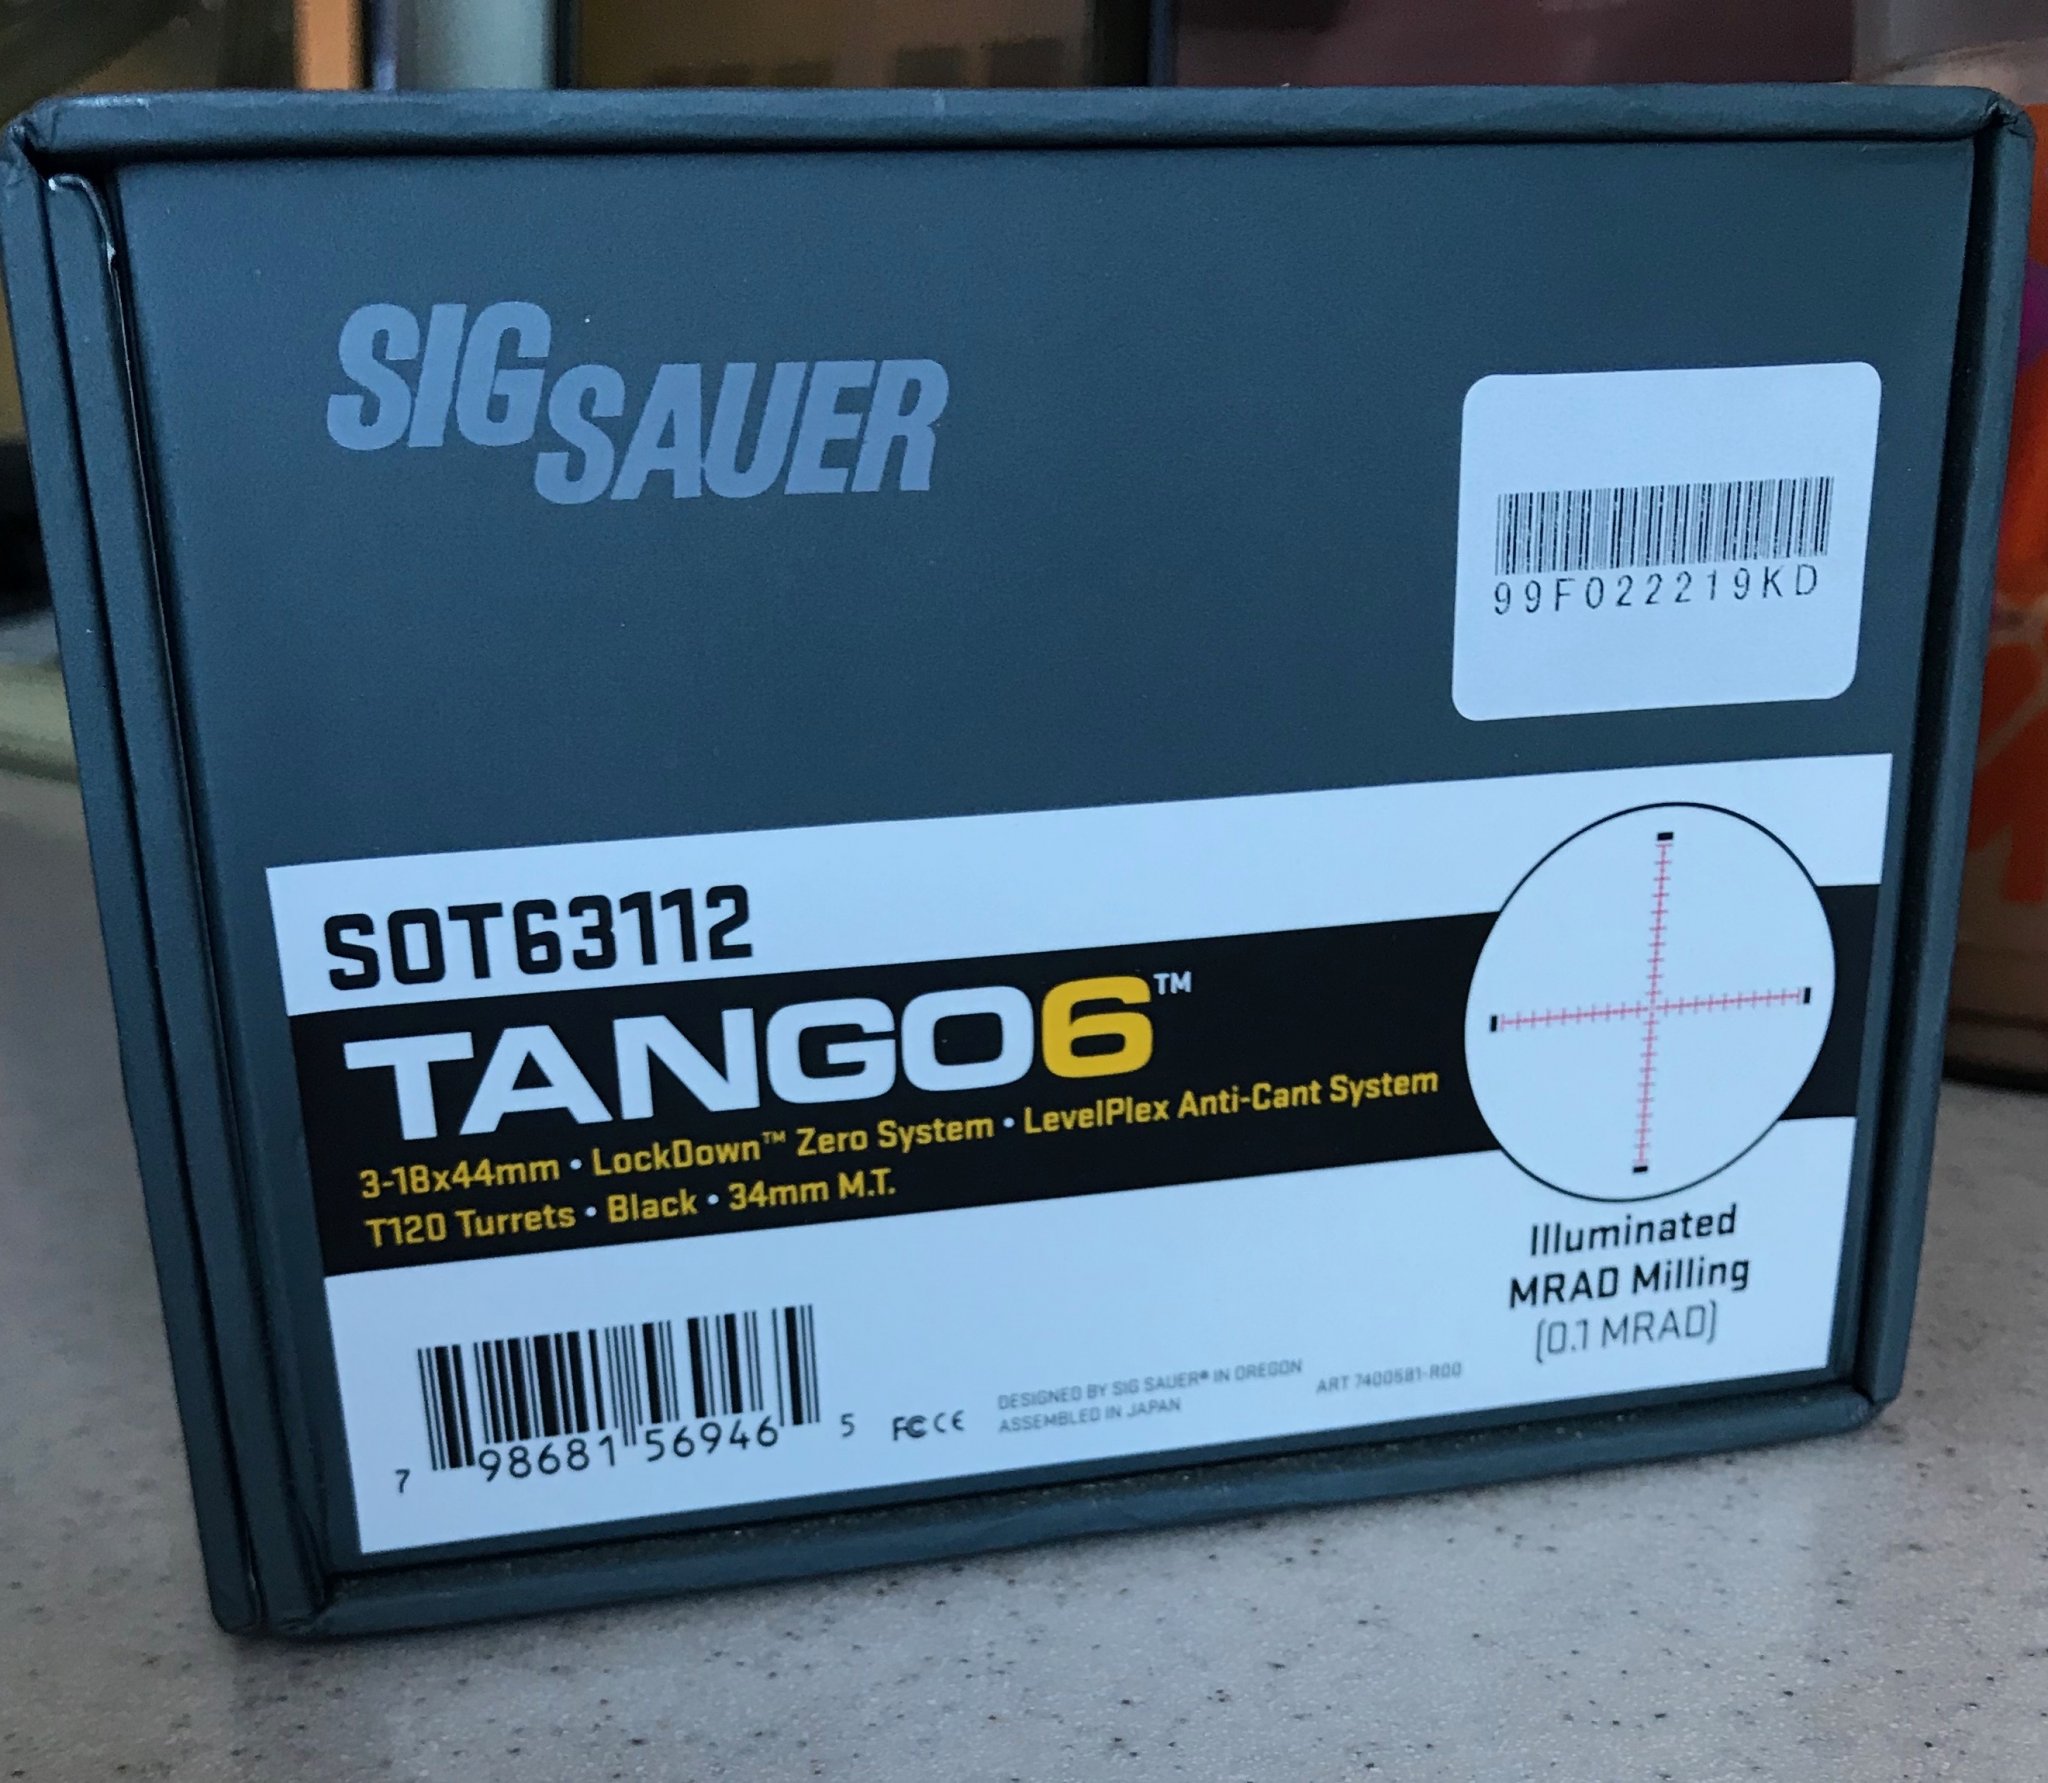 SIG SAUER
99F022219KD
SOT63112
TANGO6™
3-18x44mm • LockDown™ Zero System • LevelPlex Anti-Cant System
T120 Turrets • Black • 34mm M.T.
Illuminated
MRAD Milling
(0.1 MRAD)
7 98681 56946 5
FC CE
DESIGNED BY SIG SAUER® IN OREGON
ASSEMBLED IN JAPAN
ART 7400581-R00